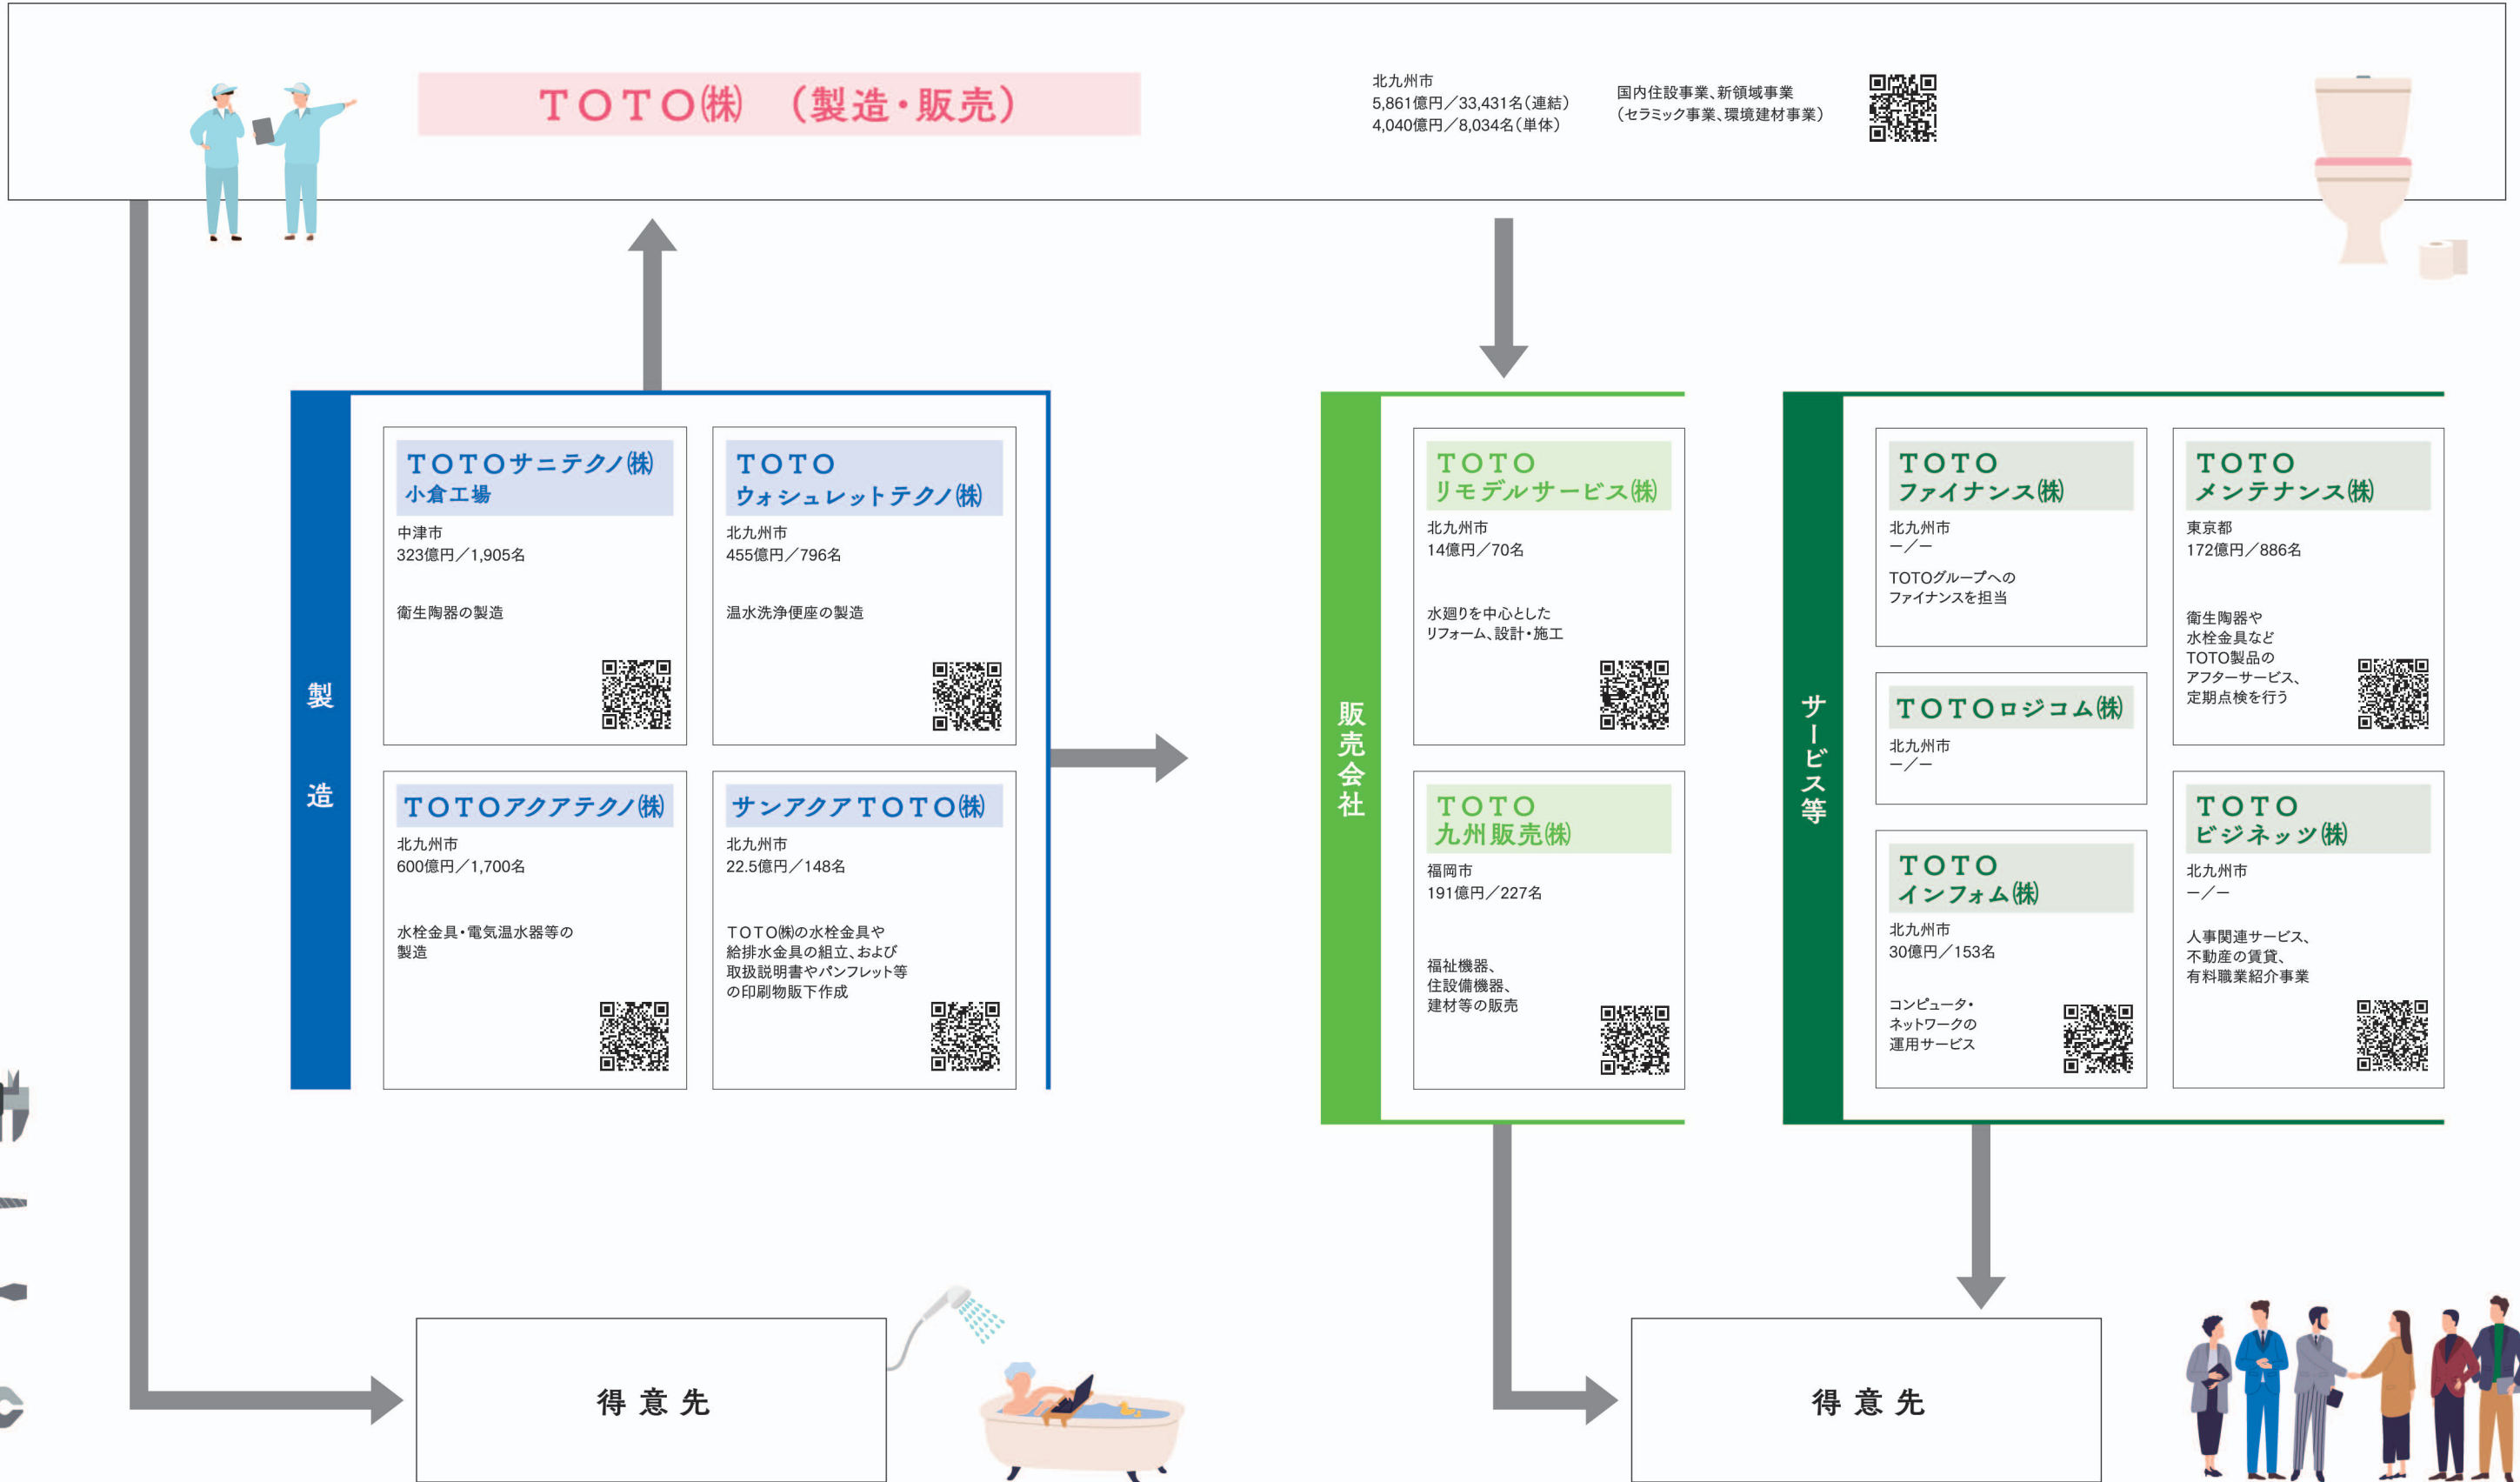 TOTO㈱ （製造・販売）
北九州市
5,861億円／33,431名（連結）
4,040億円／8,034名（単体）
国内住設事業、新領域事業
（セラミック事業、環境建材事業）
製造
TOTOサニテクノ㈱
小倉工場
中津市
323億円／1,905名
衛生陶器の製造
TOTO
ウォシュレットテクノ㈱
北九州市
455億円／796名
温水洗浄便座の製造
TOTOアクアテクノ㈱
北九州市
600億円／1,700名
水栓金具・電気温水器等の
製造
サンアクアTOTO㈱
北九州市
22.5億円／148名
TOTO㈱の水栓金具や
給排水金具の組立、および
取扱説明書やパンフレット等
の印刷物版下作成
販売会社
TOTO
リモデルサービス㈱
北九州市
14億円／70名
水廻りを中心とした
リフォーム、設計・施工
TOTO
九州販売㈱
福岡市
191億円／227名
福祉機器、
住設備機器、
建材等の販売
サービス等
TOTO
ファイナンス㈱
北九州市
－／－
TOTOグループへの
ファイナンスを担当
TOTOロジコム㈱
北九州市
－／－
TOTO
インフォム㈱
北九州市
30億円／153名
コンピュータ・
ネットワークの
運用サービス
TOTO
メンテナンス㈱
東京都
172億円／886名
衛生陶器や
水栓金具など
TOTO製品の
アフターサービス、
定期点検を行う
TOTO
ビジネッツ㈱
北九州市
－／－
人事関連サービス、
不動産の賃貸、
有料職業紹介事業
得意先
得意先